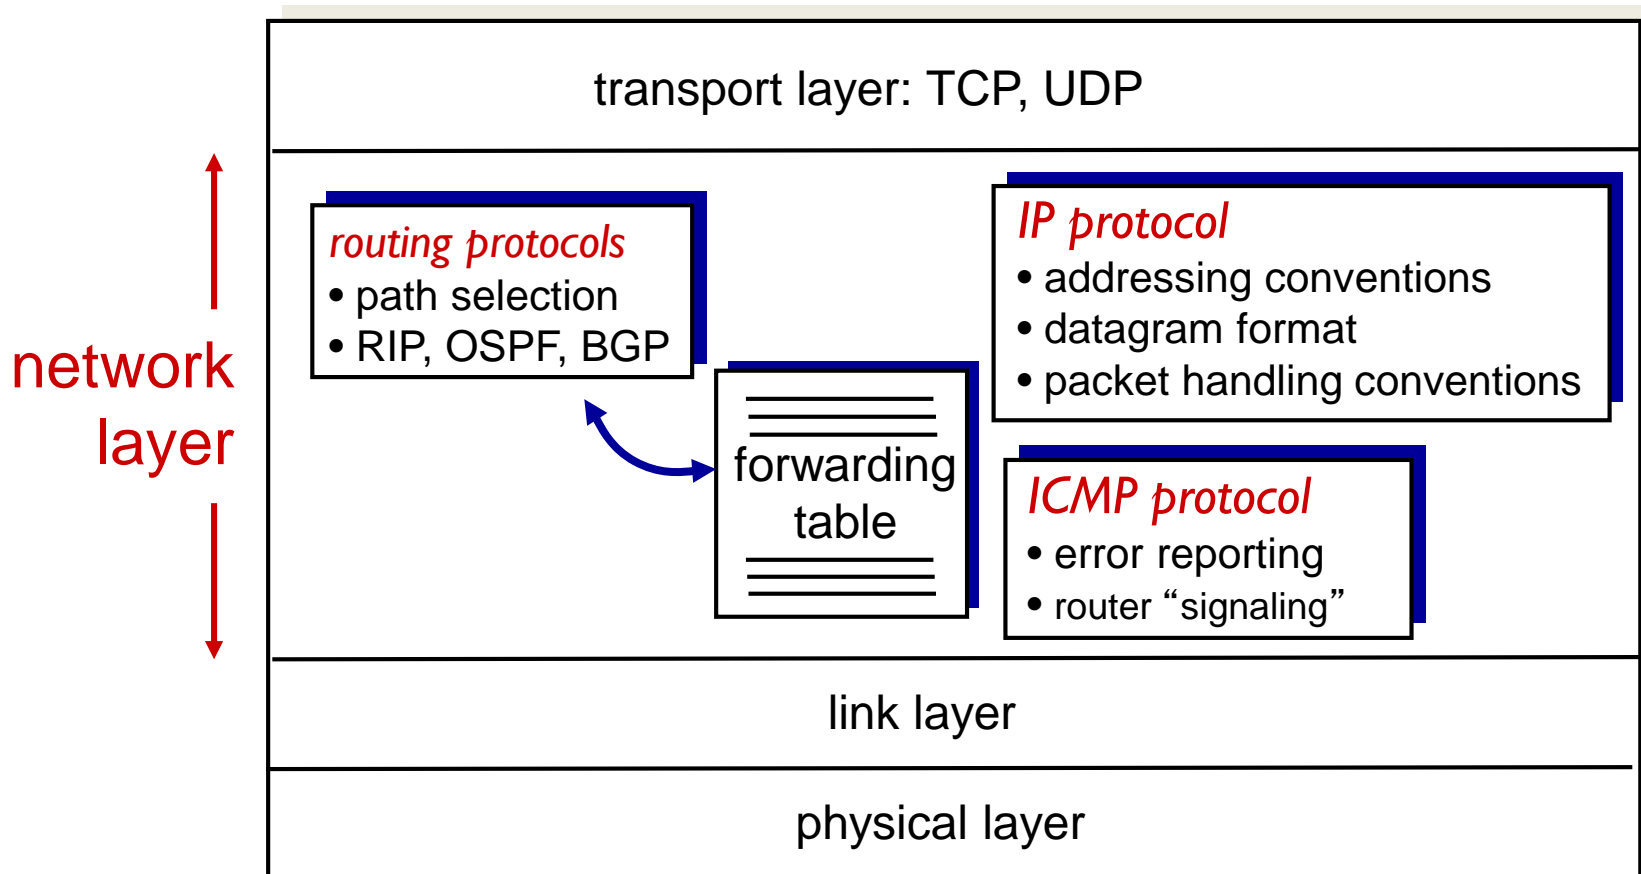 transport layer: TCP, UDP
network
layer
routing protocols
• path selection
• RIP, OSPF, BGP
forwarding
table
IP protocol
• addressing conventions
• datagram format
• packet handling conventions
ICMP protocol
• error reporting
• router “signaling”
link layer
physical layer